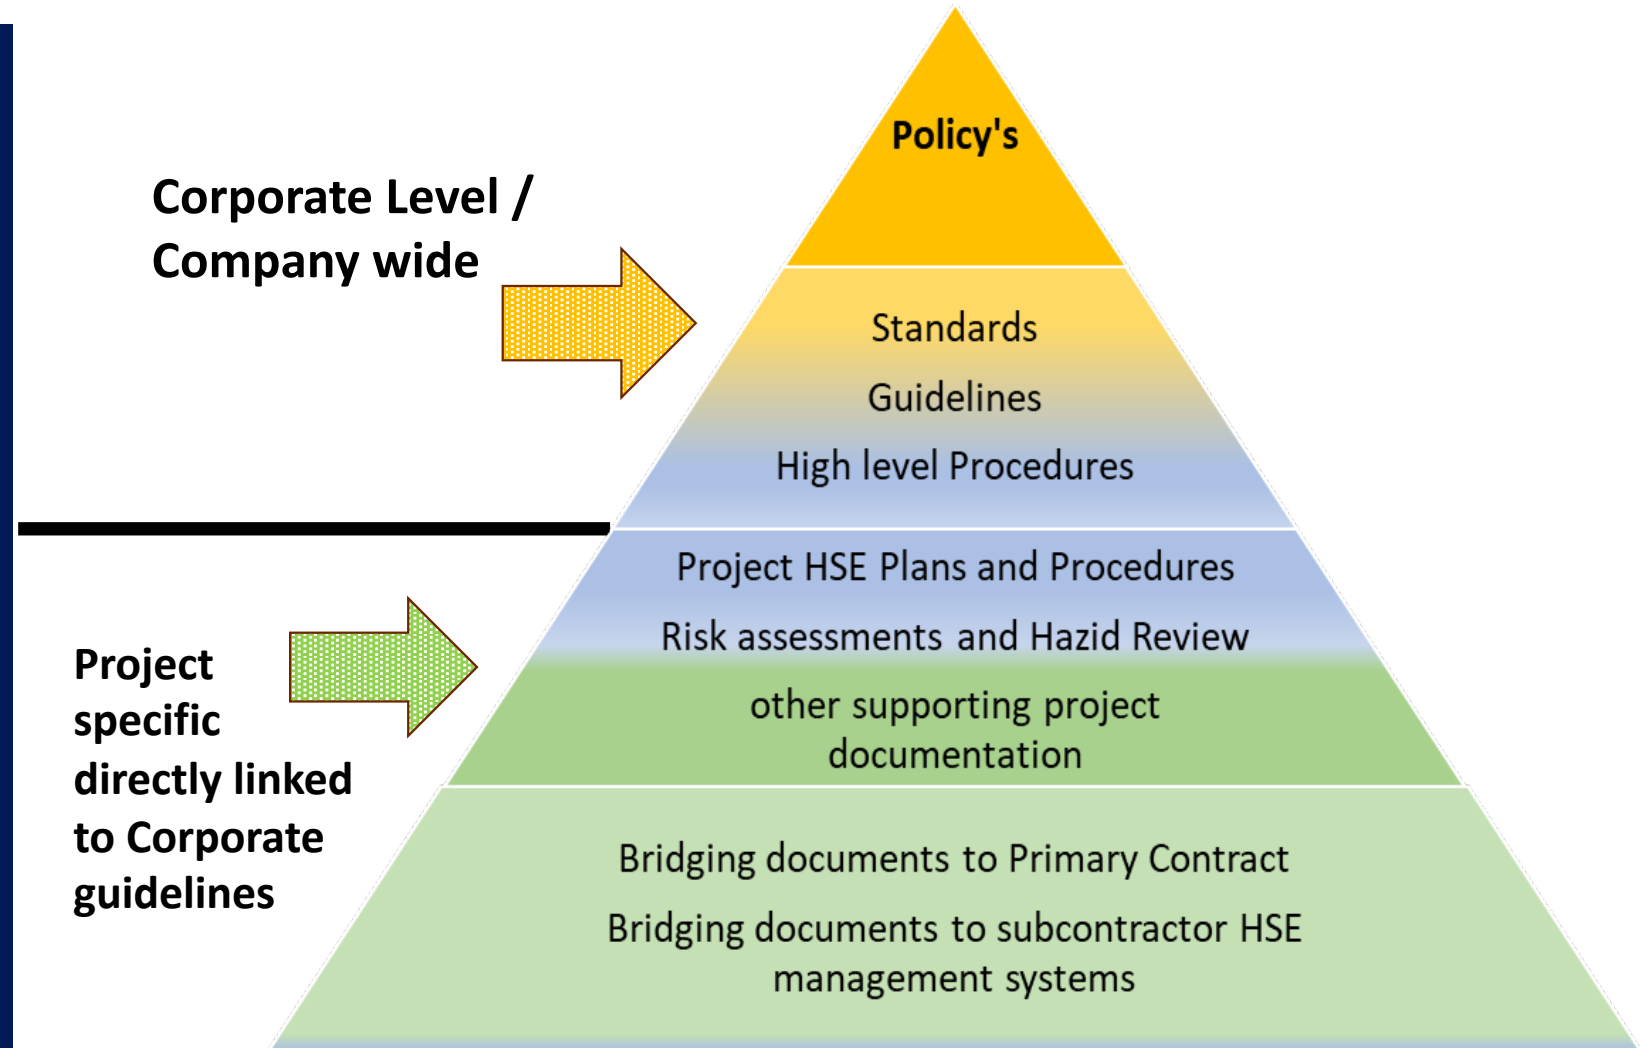 Policy's
Corporate Level /
Company wide
Standards
Guidelines
High level Procedures
Project HSE Plans and Procedures
Risk assessments and Hazid Review
other supporting project
documentation
Project
specific
directly linked
to Corporate
guidelines
Bridging documents to Primary Contract
Bridging documents to subcontractor HSE
management systems